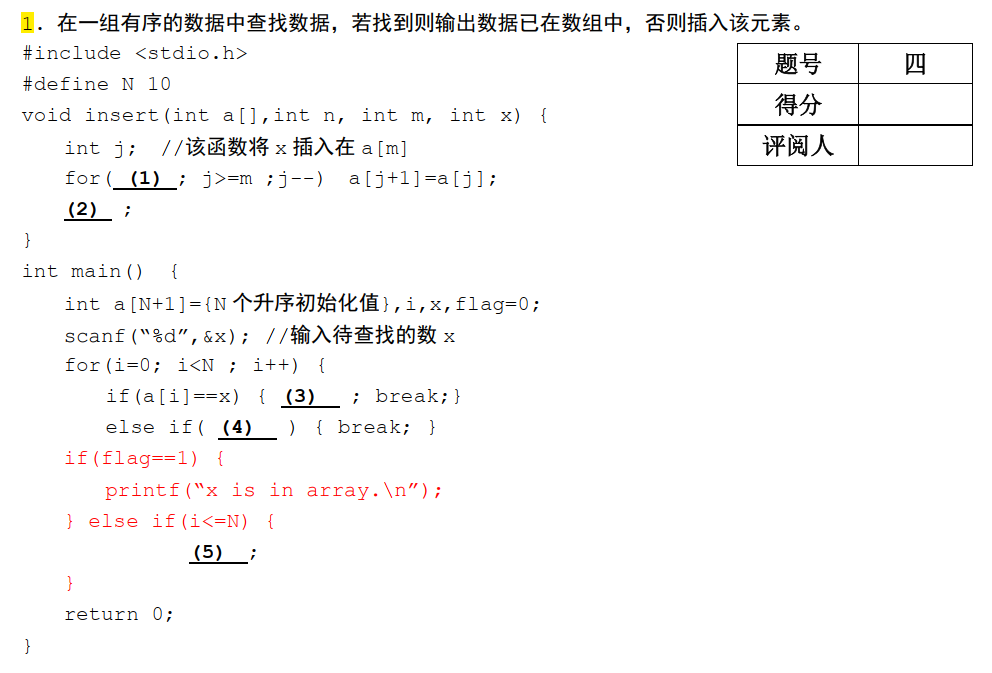 1. 在一组有序的数据中查找数据，若找到则输出数据已在数组中，否则插入该元素。
#include <stdio.h>
#define N 10
void insert(int a[],int n, int m, int x) {
int j; //该函数将 x 插入在 a[m]
for( (1) ; j>=m ;j--) a[j+1]=a[j];
(2) ;
}
int main() {
int a[N+1]={N 个升序初始化值},i,x,flag=0;
scanf(“%d”,&x); //输入待查找的数 x
for(i=0; i<N ; i++) {
if(a[i]==x) { (3) ; break;}
else if( (4) ) { break; }
if(flag==1) {
printf(“x is in array.\n”);
} else if(i<=N) {
(5) ;
}
return 0;
}
题号 四
得分
评阅人